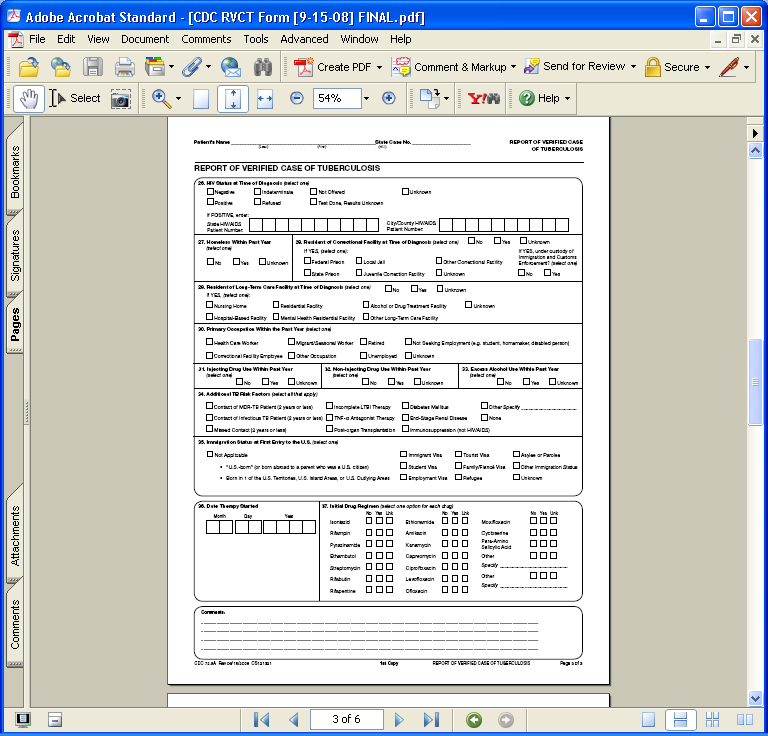 Adobe Acrobat Standard - [CDC RVCT Form [9-15-08] FINAL.pdf]
File Edit View Document Comments Tools Advanced Window Help
Create PDF Comment & Markup Send for Review Secure
Select 54% Y! Help
Bookmarks
Signatures
Pages
Attachments
Comments
Patient's Name State Case No. REPORT OF VERIFIED CASE
(Last) (First) (M.I.) OF TUBERCULOSIS
REPORT OF VERIFIED CASE OF TUBERCULOSIS
26. HIV Status at Time of Diagnosis (select one)
Negative Indeterminate Not Offered Unknown
Positive Refused Test Done, Results Unknown
If POSITIVE, enter:
State HIV/AIDS Patient Number: City/County HIV/AIDS Patient Number:
27. Homeless Within Past Year
(select one)
No Yes Unknown
28. Resident of Correctional Facility at Time of Diagnosis (select one) No Yes Unknown
If YES, (select one):
Federal Prison Local Jail Other Correctional Facility
State Prison Juvenile Correction Facility Unknown
If YES, under custody of
Immigration and Customs
Enforcement? (select one)
No Yes
29. Resident of Long-Term Care Facility at Time of Diagnosis (select one) No Yes Unknown
If YES, (select one):
Nursing Home Residential Facility Alcohol or Drug Treatment Facility Unknown
Hospital-Based Facility Mental Health Residential Facility Other Long-Term Care Facility
30. Primary Occupation Within the Past Year (select one)
Health Care Worker Migrant/Seasonal Worker Retired Not Seeking Employment (e.g. student, homemaker, disabled person)
Correctional Facility Employee Other Occupation Unemployed Unknown
31. Injecting Drug Use Within Past Year
(select one)
No Yes Unknown
32. Non-Injecting Drug Use Within Past Year
(select one)
No Yes Unknown
33. Excess Alcohol Use Within Past Year
(select one)
No Yes Unknown
34. Additional TB Risk Factors (select all that apply)
Contact of MDR-TB Patient (2 years or less) Incomplete LTBI Therapy Diabetes Mellitus Other Specify
Contact of Infectious TB Patient (2 years or less) TNF-α Antagonist Therapy End-Stage Renal Disease None
Missed Contact (2 years or less) Post-organ Transplantation Immunosuppression (not HIV/AIDS)
35. Immigration Status at First Entry to the U.S. (select one)
Not Applicable Immigrant Visa Tourist Visa Asylee or Parolee
• "U.S.-born" (or born abroad to a parent who was a U.S. citizen) Student Visa Family/Fiancé Visa Other Immigration Status
• Born in 1 of the U.S. Territories, U.S. Island Areas, or U.S. Outlying Areas Employment Visa Refugee Unknown
36. Date Therapy Started
Month Day Year
37. Initial Drug Regimen (select one option for each drug)
No Yes Unk No Yes Unk No Yes Unk
Isoniazid Ethionamide Moxifloxacin
Rifampin Amikacin Cycloserine
Pyrazinamide Kanamycin Para-Amino Salicylic Acid
Ethambutol Capreomycin Other
Streptomycin Ciprofloxacin Specify
Rifabutin Levofloxacin Other
Rifapentine Ofloxacin Specify
Comments:
1st Copy REPORT OF VERIFIED CASE OF TUBERCULOSIS
3 of 6